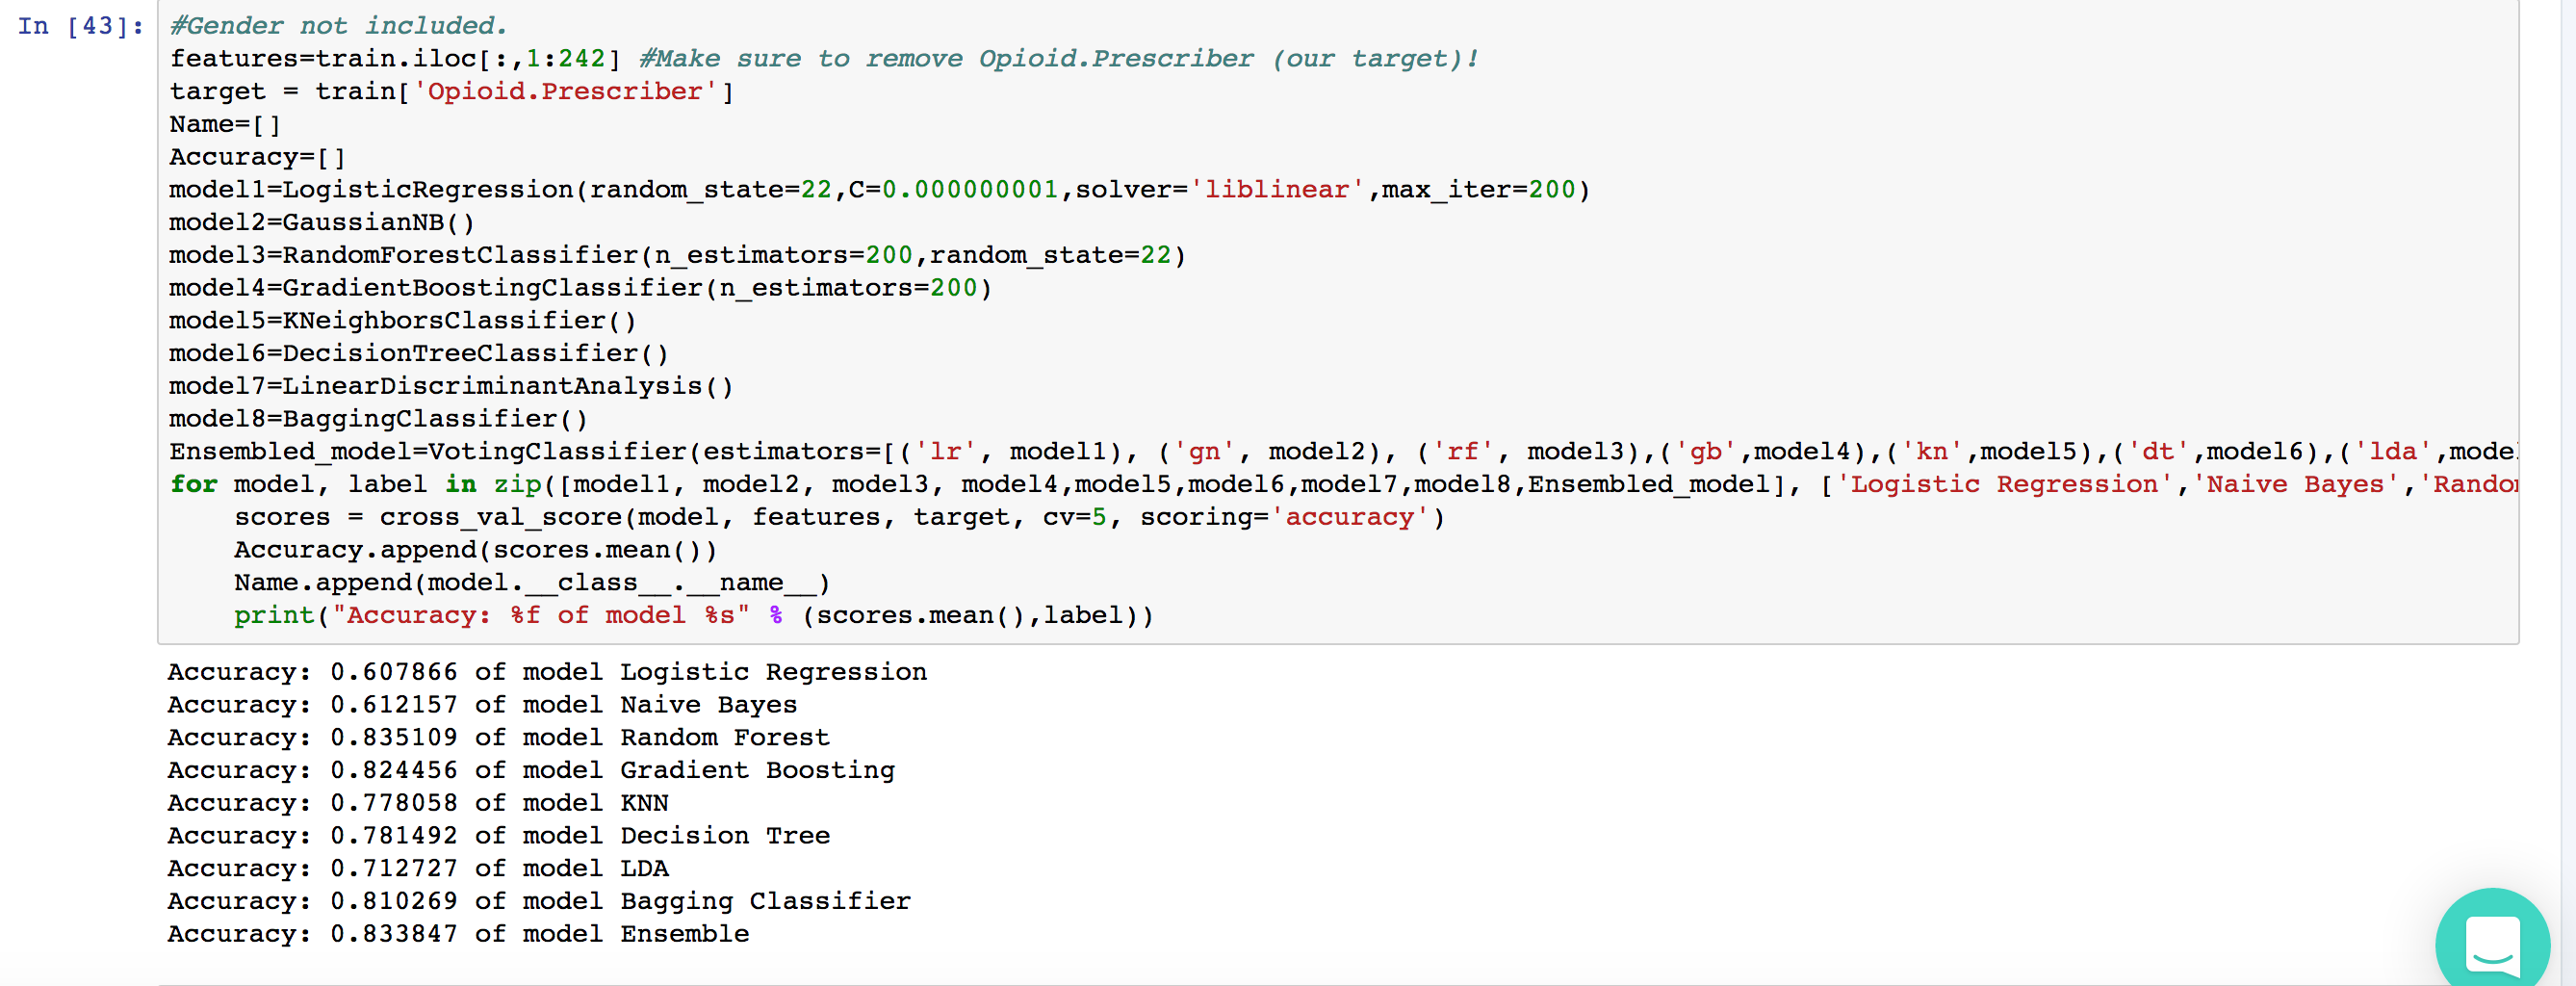 In [43]:
#Gender not included.
features=train.iloc[:,1:242] #Make sure to remove Opioid.Prescriber (our target)!
target = train['Opioid.Prescriber']
Name=[]
Accuracy=[]
model1=LogisticRegression(random_state=22,C=0.000000001,solver='liblinear',max_iter=200)
model2=GaussianNB()
model3=RandomForestClassifier(n_estimators=200,random_state=22)
model4=GradientBoostingClassifier(n_estimators=200)
model5=KNeighborsClassifier()
model6=DecisionTreeClassifier()
model7=LinearDiscriminantAnalysis()
model8=BaggingClassifier()
Ensembled_model=VotingClassifier(estimators=[('lr', model1), ('gn', model2), ('rf', model3),('gb',model4),('kn',model5),('dt',model6),('lda',mode
for model, label in zip([model1, model2, model3, model4,model5,model6,model7,model8,Ensembled_model], ['Logistic Regression','Naive Bayes','Rando
    scores = cross_val_score(model, features, target, cv=5, scoring='accuracy')
    Accuracy.append(scores.mean())
    Name.append(model.__class__.__name__)
    print("Accuracy: %f of model %s" % (scores.mean(),label))
Accuracy: 0.607866 of model Logistic Regression
Accuracy: 0.612157 of model Naive Bayes
Accuracy: 0.835109 of model Random Forest
Accuracy: 0.824456 of model Gradient Boosting
Accuracy: 0.778058 of model KNN
Accuracy: 0.781492 of model Decision Tree
Accuracy: 0.712727 of model LDA
Accuracy: 0.810269 of model Bagging Classifier
Accuracy: 0.833847 of model Ensemble